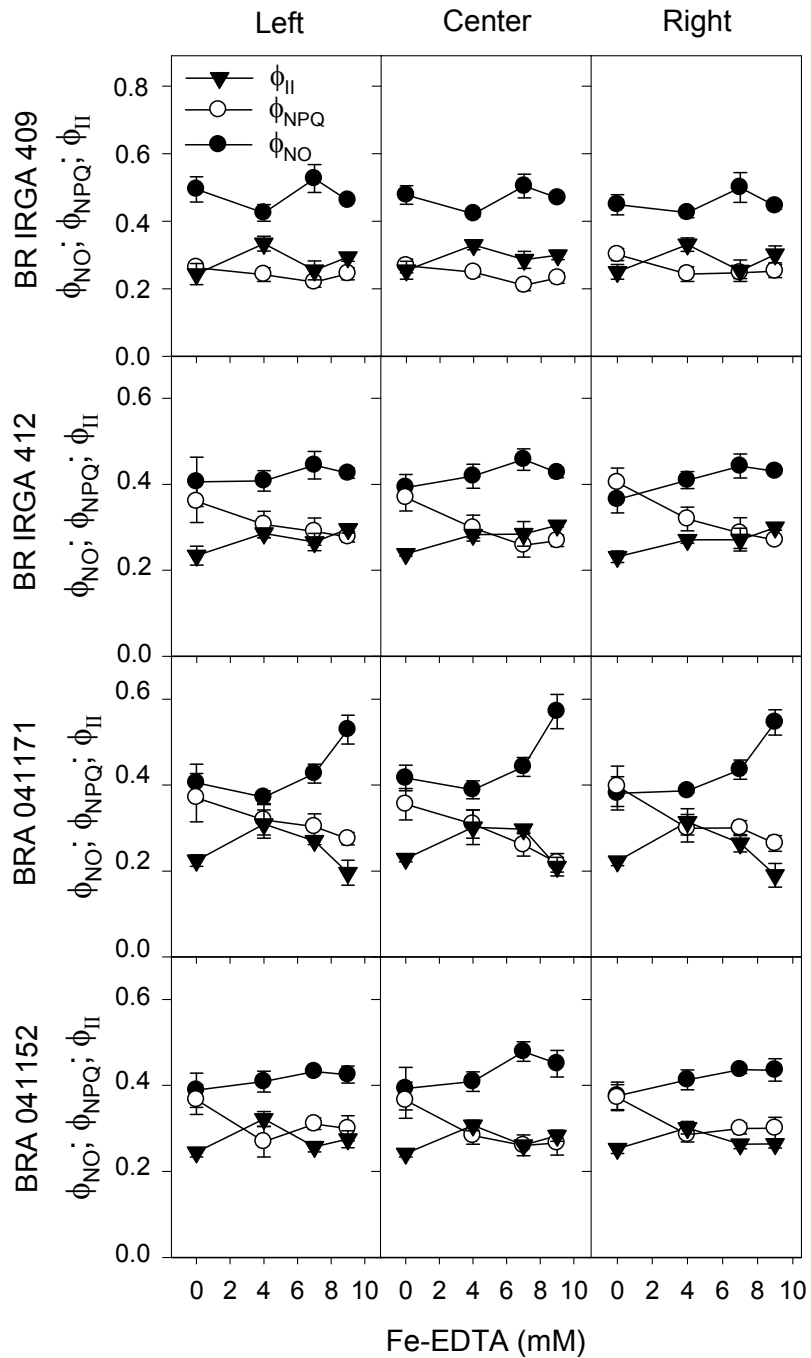 Left Center Right
BR IRGA 409
ϕNO; ϕNPQ; ϕII
0.8
0.6
0.4
0.2
0.0
ϕII
ϕNPQ
ϕNO
BR IRGA 412
ϕNO; ϕNPQ; ϕII
0.6
0.4
0.2
0.0
BRA 041171
ϕNO; ϕNPQ; ϕII
0.6
0.4
0.2
0.0
BRA 041152
ϕNO; ϕNPQ; ϕII
0.6
0.4
0.2
0.0
0 2 4 6 8 10 0 2 4 6 8 10 0 2 4 6 8 10
Fe-EDTA (mM)